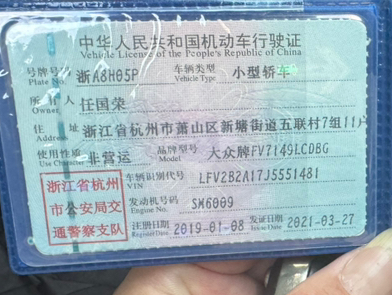 中华人民共和国机动车行驶证
Vehicle License of the People's Republic of China
号牌号码 浙A8H05P 车辆类型 小型轿车
Plate No. Vehicle Type
所有人 任国荣
Owner
住址 浙江省杭州市萧山区新塘街道五联村7组11户
Address
使用性质 非营运 品牌型号 大众牌FV7149LCDBG
Use Character Model
浙江省杭州市公安局交通警察支队
车辆识别代号 LFV2B2A17J5551481
VIN
发动机号码 SM6009
Engine No.
注册日期 2019-01-08 发证日期 2021-03-27
Register Date Issue Date